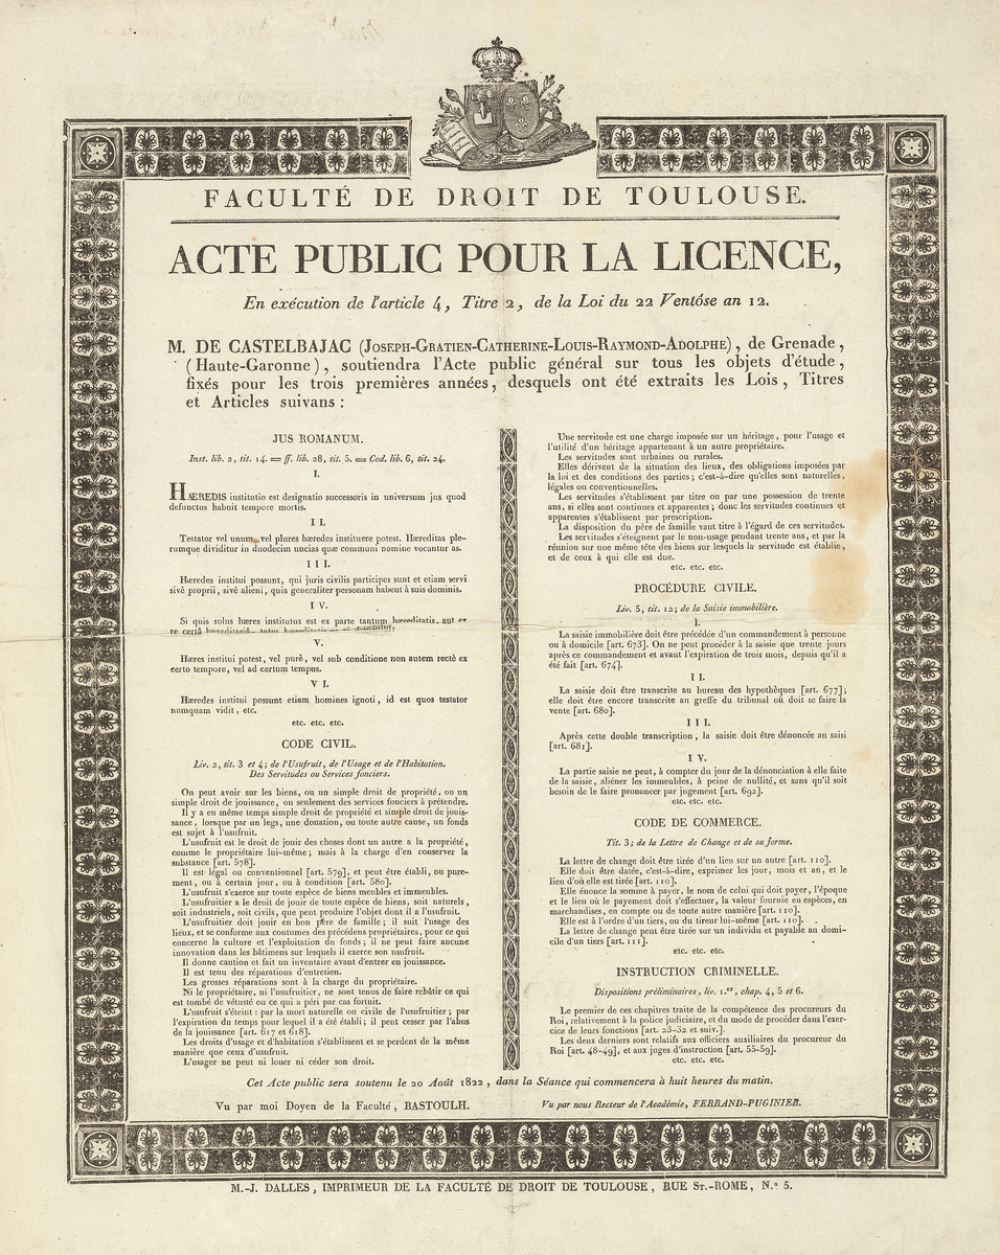 FACULTÉ DE DROIT DE TOULOUSE.
ACTE PUBLIC POUR LA LICENCE,
En exécution de l'article 4, Titre 2, de la Loi du 22 Ventóse an 12.
M. DE CASTELBAJAC (Joseph-Gratien-Catherine-Louis-Raymond-Adolphe), de Grenade,
(Haute-Garonne), soutiendra l'Acte public général sur tous les objets d'étude,
fixés pour les trois premières années, desquels ont été extraits les Lois, Titres
et Articles suivans :
JUS ROMANUM.
Inst. lib. 2, tit. 14. = ff. lib. 28, tit. 5. = Cod. lib. 6, tit. 24.
I.
HÆREDIS institutio est designatio successoris in universum jus quod
defunctus habuit tempore mortis.
II.
Testator vel unum, vel plures hæredes instituere potest. Hæreditas ple-
rumque dividitur in duodecim uncias quæ communi nomine vocantur as.
III.
Hæredes institui possunt, qui juris civilis participes sunt et etiam servi
sivè proprii, sivè alieni, quia generaliter personam habent à suis dominis.
IV.
Si quis solus hæres institutus est ex parte tantum hæreditatis, aut ex
re certâ hæreditariâ, totius hæreditatis
V.
Hæres institui potest, vel purè, vel sub conditione non autem rectè ex
certo tempore, vel ad certum tempus.
VI.
Hæredes institui possunt etiam homines ignoti, id est quos testator
nomquam vidit, etc.
etc. etc. etc.
CODE CIVIL.
Liv. 2, tit. 3 et 4; de l'Usufruit, de l'Usage et de l'Habitation.
Des Servitudes ou Services fonciers.
On peut avoir sur les biens, ou un simple droit de propriété, ou un
simple droit de jouissance, ou seulement des services fonciers à prétendre.
Il y a en même temps simple droit de propriété et simple droit de jouis-
sance, lorsque par un legs, une donation, ou toute autre cause, un fonds
est sujet à l'usufruit.
L'usufruit est le droit de jouir des choses dont un autre a la propriété,
comme le propriétaire lui-même; mais à la charge d'en conserver la
substance [art. 578].
Il est légal ou conventionnel [art. 579], et peut être établi, ou pure-
ment, ou à certain jour, ou à condition [art. 580].
L'usufruit s'exerce sur toute espèce de biens meubles et immeubles.
L'usufruitier a le droit de jouir de toute espèce de biens, soit naturels,
soit industriels, soit civils, que peut produire l'objet dont il a l'usufruit.
L'usufruitier doit jouir en bon père de famille; il suit l'usage des
lieux, et se conforme aux coutumes des précédens propriétaires, pour ce qui
concerne la culture et l'exploitation du fonds; il ne peut faire aucune
innovation dans les bâtimens sur lesquels il exerce son usufruit.
Il donne caution et fait un inventaire avant d'entrer en jouissance.
Il est tenu des réparations d'entretien.
Les grosses réparations sont à la charge du propriétaire.
Ni le propriétaire, ni l'usufruitier, ne sont tenus de faire rebâtir ce qui
est tombé de vétusté ou ce qui a péri par cas fortuit.
L'usufruit s'éteint : par la mort naturelle ou civile de l'usufruitier; par
l'expiration du temps pour lequel il a été établi; il peut cesser par l'abus
de la jouissance [art. 617 et 618].
Les droits d'usage et d'habitation s'établissent et se perdent de la même
manière que ceux d'usufruit.
L'usager ne peut ni louer ni céder son droit.
Une servitude est une charge imposée sur un héritage, pour l'usage et
l'utilité d'un héritage appartenant à un autre propriétaire.
Les servitudes sont urbaines ou rurales.
Elles dérivent de la situation des lieux, des obligations imposées par
la loi et des conditions des parties; c'est-à-dire qu'elles sont naturelles,
légales ou conventionnelles.
Les servitudes s'établissent par titre ou par une possession de trente
ans, si elles sont continues et apparentes; donc les servitudes continues et
apparentes s'établissent par prescription.
La disposition du père de famille vaut titre à l'égard de ces servitudes.
Les servitudes s'éteignent par le non-usage pendant trente ans, et par la
réunion sur une même tête des biens sur lesquels la servitude est établie,
et de ceux à qui elle est due.
etc. etc. etc.
PROCÉDURE CIVILE.
Liv. 5, tit. 12; de la Saisie immobilière.
I.
La saisie immobilière doit être précédée d'un commandement à personne
ou à domicile [art. 673]. On ne peut procéder à la saisie que trente jours
après ce commandement et avant l'expiration de trois mois, depuis qu'il a
été fait [art. 674].
II.
La saisie doit être transcrite au bureau des hypothèques [art. 677];
elle doit être encore transcrite au greffe du tribunal où doit se faire la
vente [art. 680].
III.
Après cette double transcription, la saisie doit être dénoncée au saisi
[art. 681].
IV.
La partie saisie ne peut, à compter du jour de la dénonciation à elle faite
de la saisie, aliéner les immeubles, à peine de nullité, et sans qu'il soit
besoin de le faire prononcer par jugement [art. 692].
etc. etc. etc.
CODE DE COMMERCE.
Tit. 3; de la Lettre de Change et de sa forme.
La lettre de change doit être tirée d'un lieu sur un autre [art. 110].
Elle doit être datée, c'est-à-dire, exprimer les jour, mois et an, et le
lien d'où elle est tirée [art. 110].
Elle énonce la somme à payer, le nom de celui qui doit payer, l'époque
et le lieu où le payement doit s'effectuer, la valeur fournie en espèces, en
marchandises, en compte ou de toute autre manière [art. 110].
Elle est à l'ordre d'un tiers, ou du tireur lui-même [art. 110].
La lettre de change peut être tirée sur un individu et payable au domi-
cile d'un tiers [art. 111].
etc. etc. etc.
INSTRUCTION CRIMINELLE.
Dispositions préliminaires, liv. 1.er, chap. 4, 5 et 6.
Le premier de ces chapitres traite de la compétence des procureurs du
Roi, relativement à la police judiciaire, et du mode de procéder dans l'exer-
cice de leurs fonctions [art. 23-32 et suiv.].
Les deux derniers sont relatifs aux officiers auxiliaires du procureur du
Roi [art. 48-49], et aux juges d'instruction [art. 55-59].
etc. etc. etc.
Cet Acte public sera soutenu le 20 Août 1822, dans la Séance qui commencera à huit heures du matin.
Vu par moi Doyen de la Faculté, BASTOULH.
Vu par nous Recteur de l'Académie, FERRAND-PUGINIER.
M.-J. DALLES, IMPRIMEUR DE LA FACULTÉ DE DROIT DE TOULOUSE, RUE St.-ROME, N.º 5.